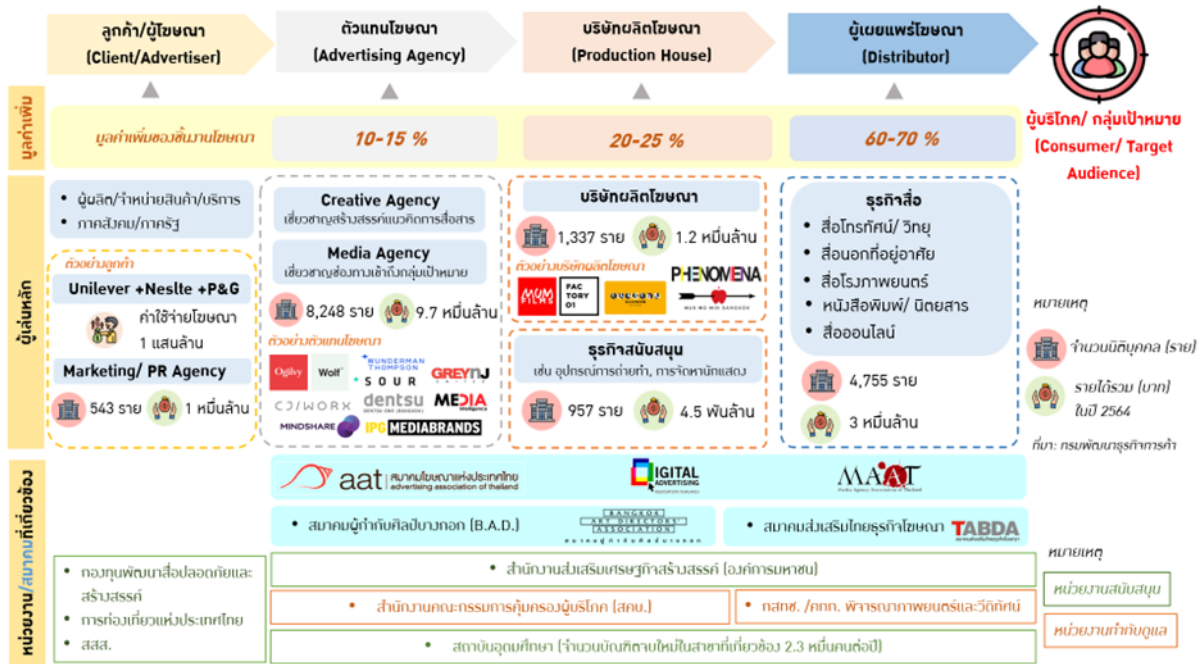 ลูกค้า/ผู้โฆษณา
(Client/Advertiser)
ตัวแทนโฆษณา
(Advertising Agency)
บริษัทผลิตโฆษณา
(Production House)
ผู้เผยแพร่โฆษณา
(Distributor)
ผู้บริโภค/ กลุ่มเป้าหมาย
(Consumer/ Target
Audience)
มูลค่าเพิ่ม
มูลค่าเพิ่มของชิ้นงานโฆษณา
10-15 %
20-25 %
60-70 %
ผู้เล่นหลัก
• ผู้ผลิต/จำหน่ายสินค้า/บริการ
• ภาคสังคม/ภาครัฐ
ตัวอย่างลูกค้า
Unilever +Neslte +P&G
ค่าใช้จ่ายโฆษณา
1 แสนล้าน
Marketing/ PR Agency
543 ราย
1 หมื่นล้าน
Creative Agency
เชี่ยวชาญสร้างสรรค์แนวคิดการสื่อสาร
Media Agency
เชี่ยวชาญช่องทางเข้าถึงกลุ่มเป้าหมาย
8,248 ราย
9.7 หมื่นล้าน
ตัวอย่างตัวแทนโฆษณา
Ogilvy
Wolf
WUNDERMAN
THOMPSON
SOUR
GREYNJ
UNITED
CJ/WORX
dentsu
DENTSU ONE (BANGKOK)
MEDIA
intelligence
MINDSHARE
IPG MEDIABRANDS
บริษัทผลิตโฆษณา
1,337 ราย
1.2 หมื่นล้าน
ตัวอย่างบริษัทผลิตโฆษณา
MUM
FILMS
FAC
TORY
01
PHENOMENA
ธุรกิจสนับสนุน
เช่น อุปกรณ์การถ่ายทำ, การจัดหานักแสดง
957 ราย
4.5 พันล้าน
ธุรกิจสื่อ
• สื่อโทรทัศน์/ วิทยุ
• สื่อนอกที่อยู่อาศัย
• สื่อโรงภาพยนตร์
• หนังสือพิมพ์/ นิตยสาร
• สื่อออนไลน์
4,755 ราย
3 หมื่นล้าน
หมายเหตุ
จำนวนนิติบุคคล (ราย)
รายได้รวม (บาท)
ในปี 2564
ที่มา: กรมพัฒนาธุรกิจการค้า
หน่วยงาน/สมาคมที่เกี่ยวข้อง
aat
สมาคมโฆษณาแห่งประเทศไทย
advertising association of thailand
DIGITAL
ADVERTISING
MAAT
Media Agency Association of Thailand
• สมาคมผู้กำกับศิลป์บางกอก (B.A.D.)
BANGKOK
ART DIRECTORS'
ASSOCIATION
สมาคมผู้กำกับศิลป์บางกอก
• สมาคมส่งเสริมไทยธุรกิจโฆษณา
TABDA
• กองทุนพัฒนาสื่อปลอดภัยและ
สร้างสรรค์
• การท่องเที่ยวแห่งประเทศไทย
• สสส.
• สำนักงานส่งเสริมเศรษฐกิจสร้างสรรค์ (องค์การมหาชน)
• สำนักงานคณะกรรมการคุ้มครองผู้บริโภค (สคบ.)
• กสทช. /คกก. พิจารณาภาพยนตร์และวีดิทัศน์
• สถาบันอุดมศึกษา (จำนวนบัณฑิตจบใหม่ในสาขาที่เกี่ยวข้อง 2.3 หมื่นคนต่อปี)
หมายเหตุ
หน่วยงานสนับสนุน
หน่วยงานกำกับดูแล